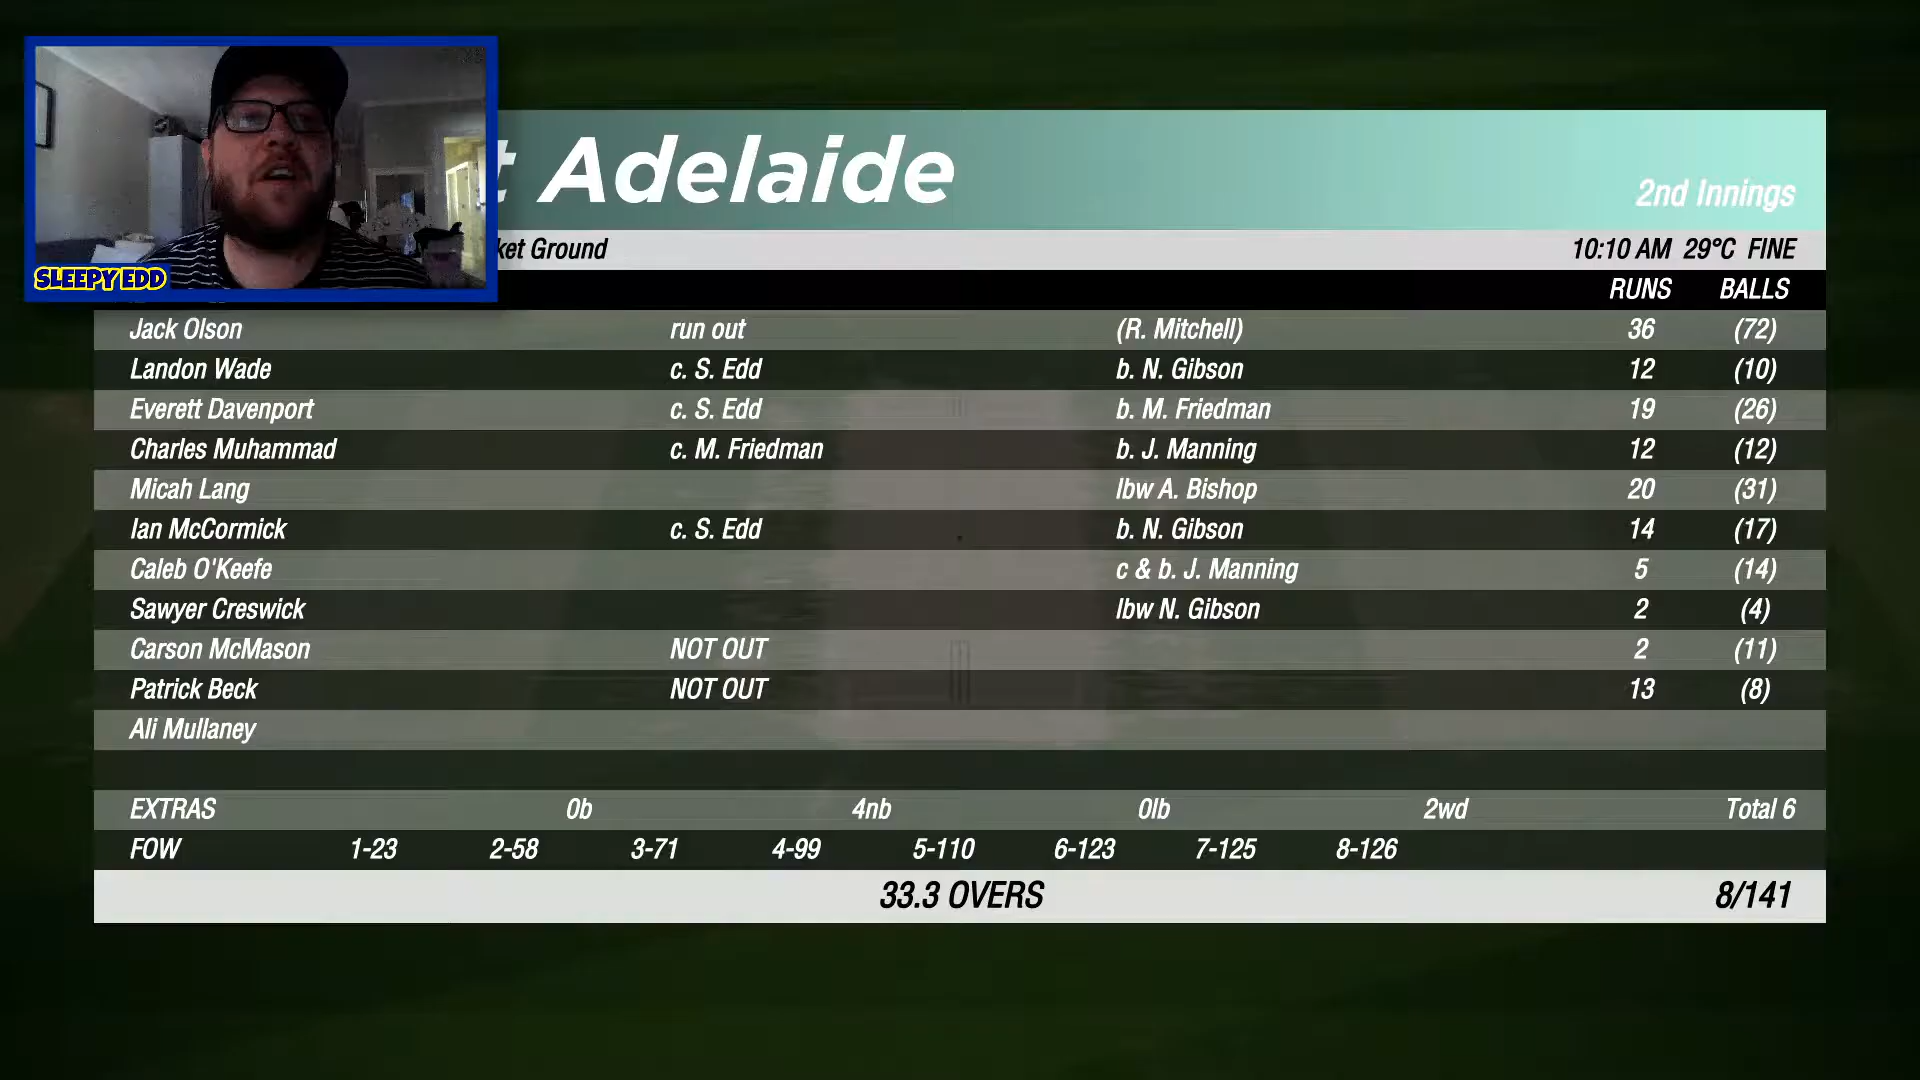 t Adelaide
2nd Innings
ket Ground 10:10 AM 29°C FINE
SLEEPY EDD
RUNS BALLS
Jack Olson run out (R. Mitchell) 36 (72)
Landon Wade c. S. Edd b. N. Gibson 12 (10)
Everett Davenport c. S. Edd b. M. Friedman 19 (26)
Charles Muhammad c. M. Friedman b. J. Manning 12 (12)
Micah Lang lbw A. Bishop 20 (31)
Ian McCormick c. S. Edd b. N. Gibson 14 (17)
Caleb O'Keefe c & b. J. Manning 5 (14)
Sawyer Creswick lbw N. Gibson 2 (4)
Carson McMason NOT OUT 2 (11)
Patrick Beck NOT OUT 13 (8)
Ali Mullaney
EXTRAS 0b 4nb 0lb 2wd Total 6
FOW 1-23 2-58 3-71 4-99 5-110 6-123 7-125 8-126
33.3 OVERS 8/141